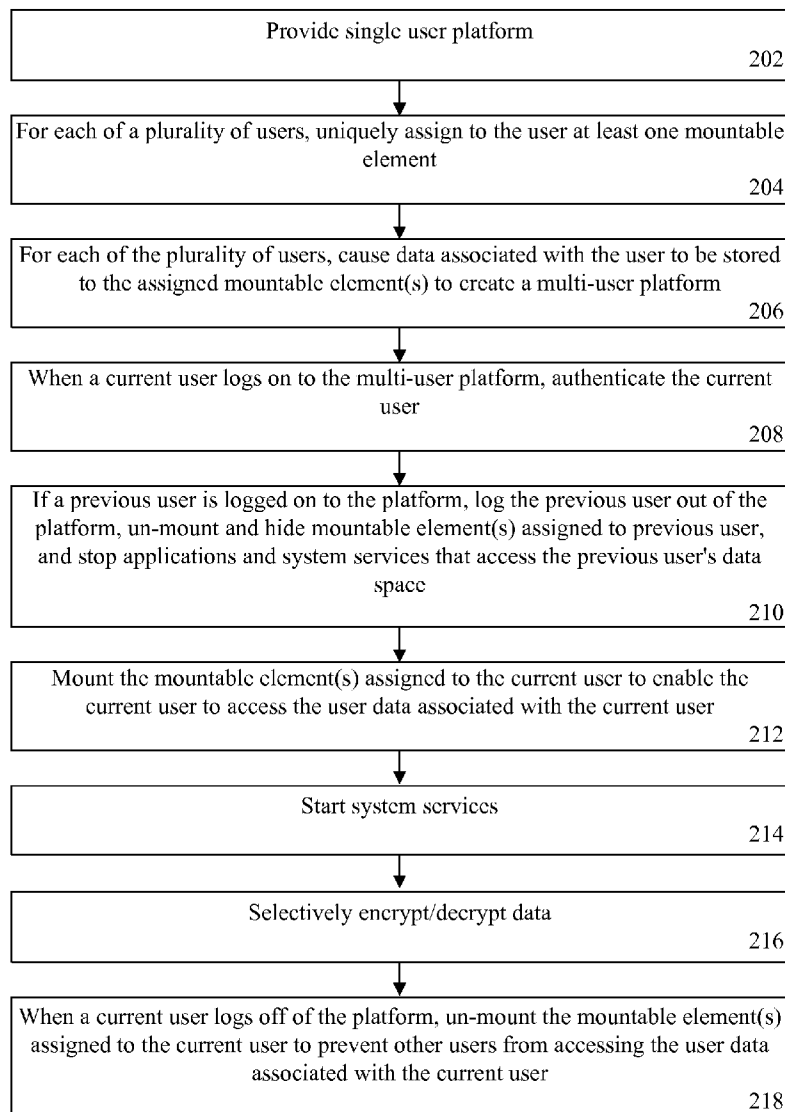 Provide single user platform
202
For each of a plurality of users, uniquely assign to the user at least one mountable
element
204
For each of the plurality of users, cause data associated with the user to be stored
to the assigned mountable element(s) to create a multi-user platform
206
When a current user logs on to the multi-user platform, authenticate the current
user
208
If a previous user is logged on to the platform, log the previous user out of the
platform, un-mount and hide mountable element(s) assigned to previous user,
and stop applications and system services that access the previous user's data
space
210
Mount the mountable element(s) assigned to the current user to enable the
current user to access the user data associated with the current user
212
Start system services
214
Selectively encrypt/decrypt data
216
When a current user logs off of the platform, un-mount the mountable element(s)
assigned to the current user to prevent other users from accessing the user data
associated with the current user
218